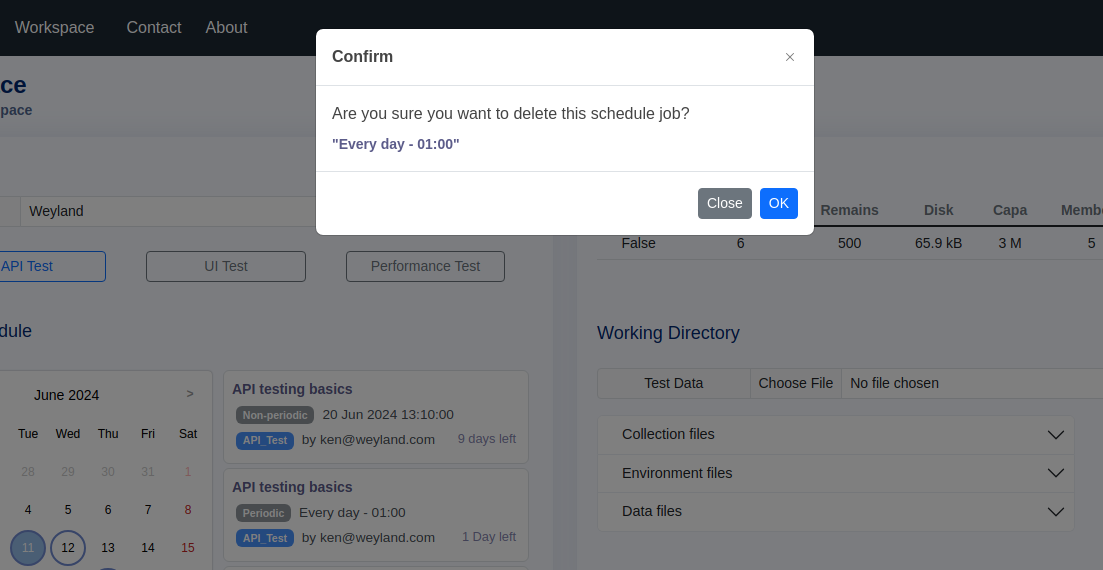 Workspace Contact About
Confirm ×
Are you sure you want to delete this schedule job?
"Every day - 01:00"
Close OK
ce
pace
Weyland
API Test UI Test Performance Test
Remains Disk Capa Membe
False 6 500 65.9 kB 3 M 5
dule
June 2024 >
Tue Wed Thu Fri Sat
28 29 30 31 1
4 5 6 7 8
11 12 13 14 15
API testing basics
Non-periodic 20 Jun 2024 13:10:00
API_Test by ken@weyland.com 9 days left
API testing basics
Periodic Every day - 01:00
API_Test by ken@weyland.com 1 Day left
Working Directory
Test Data Choose File No file chosen
Collection files
Environment files
Data files